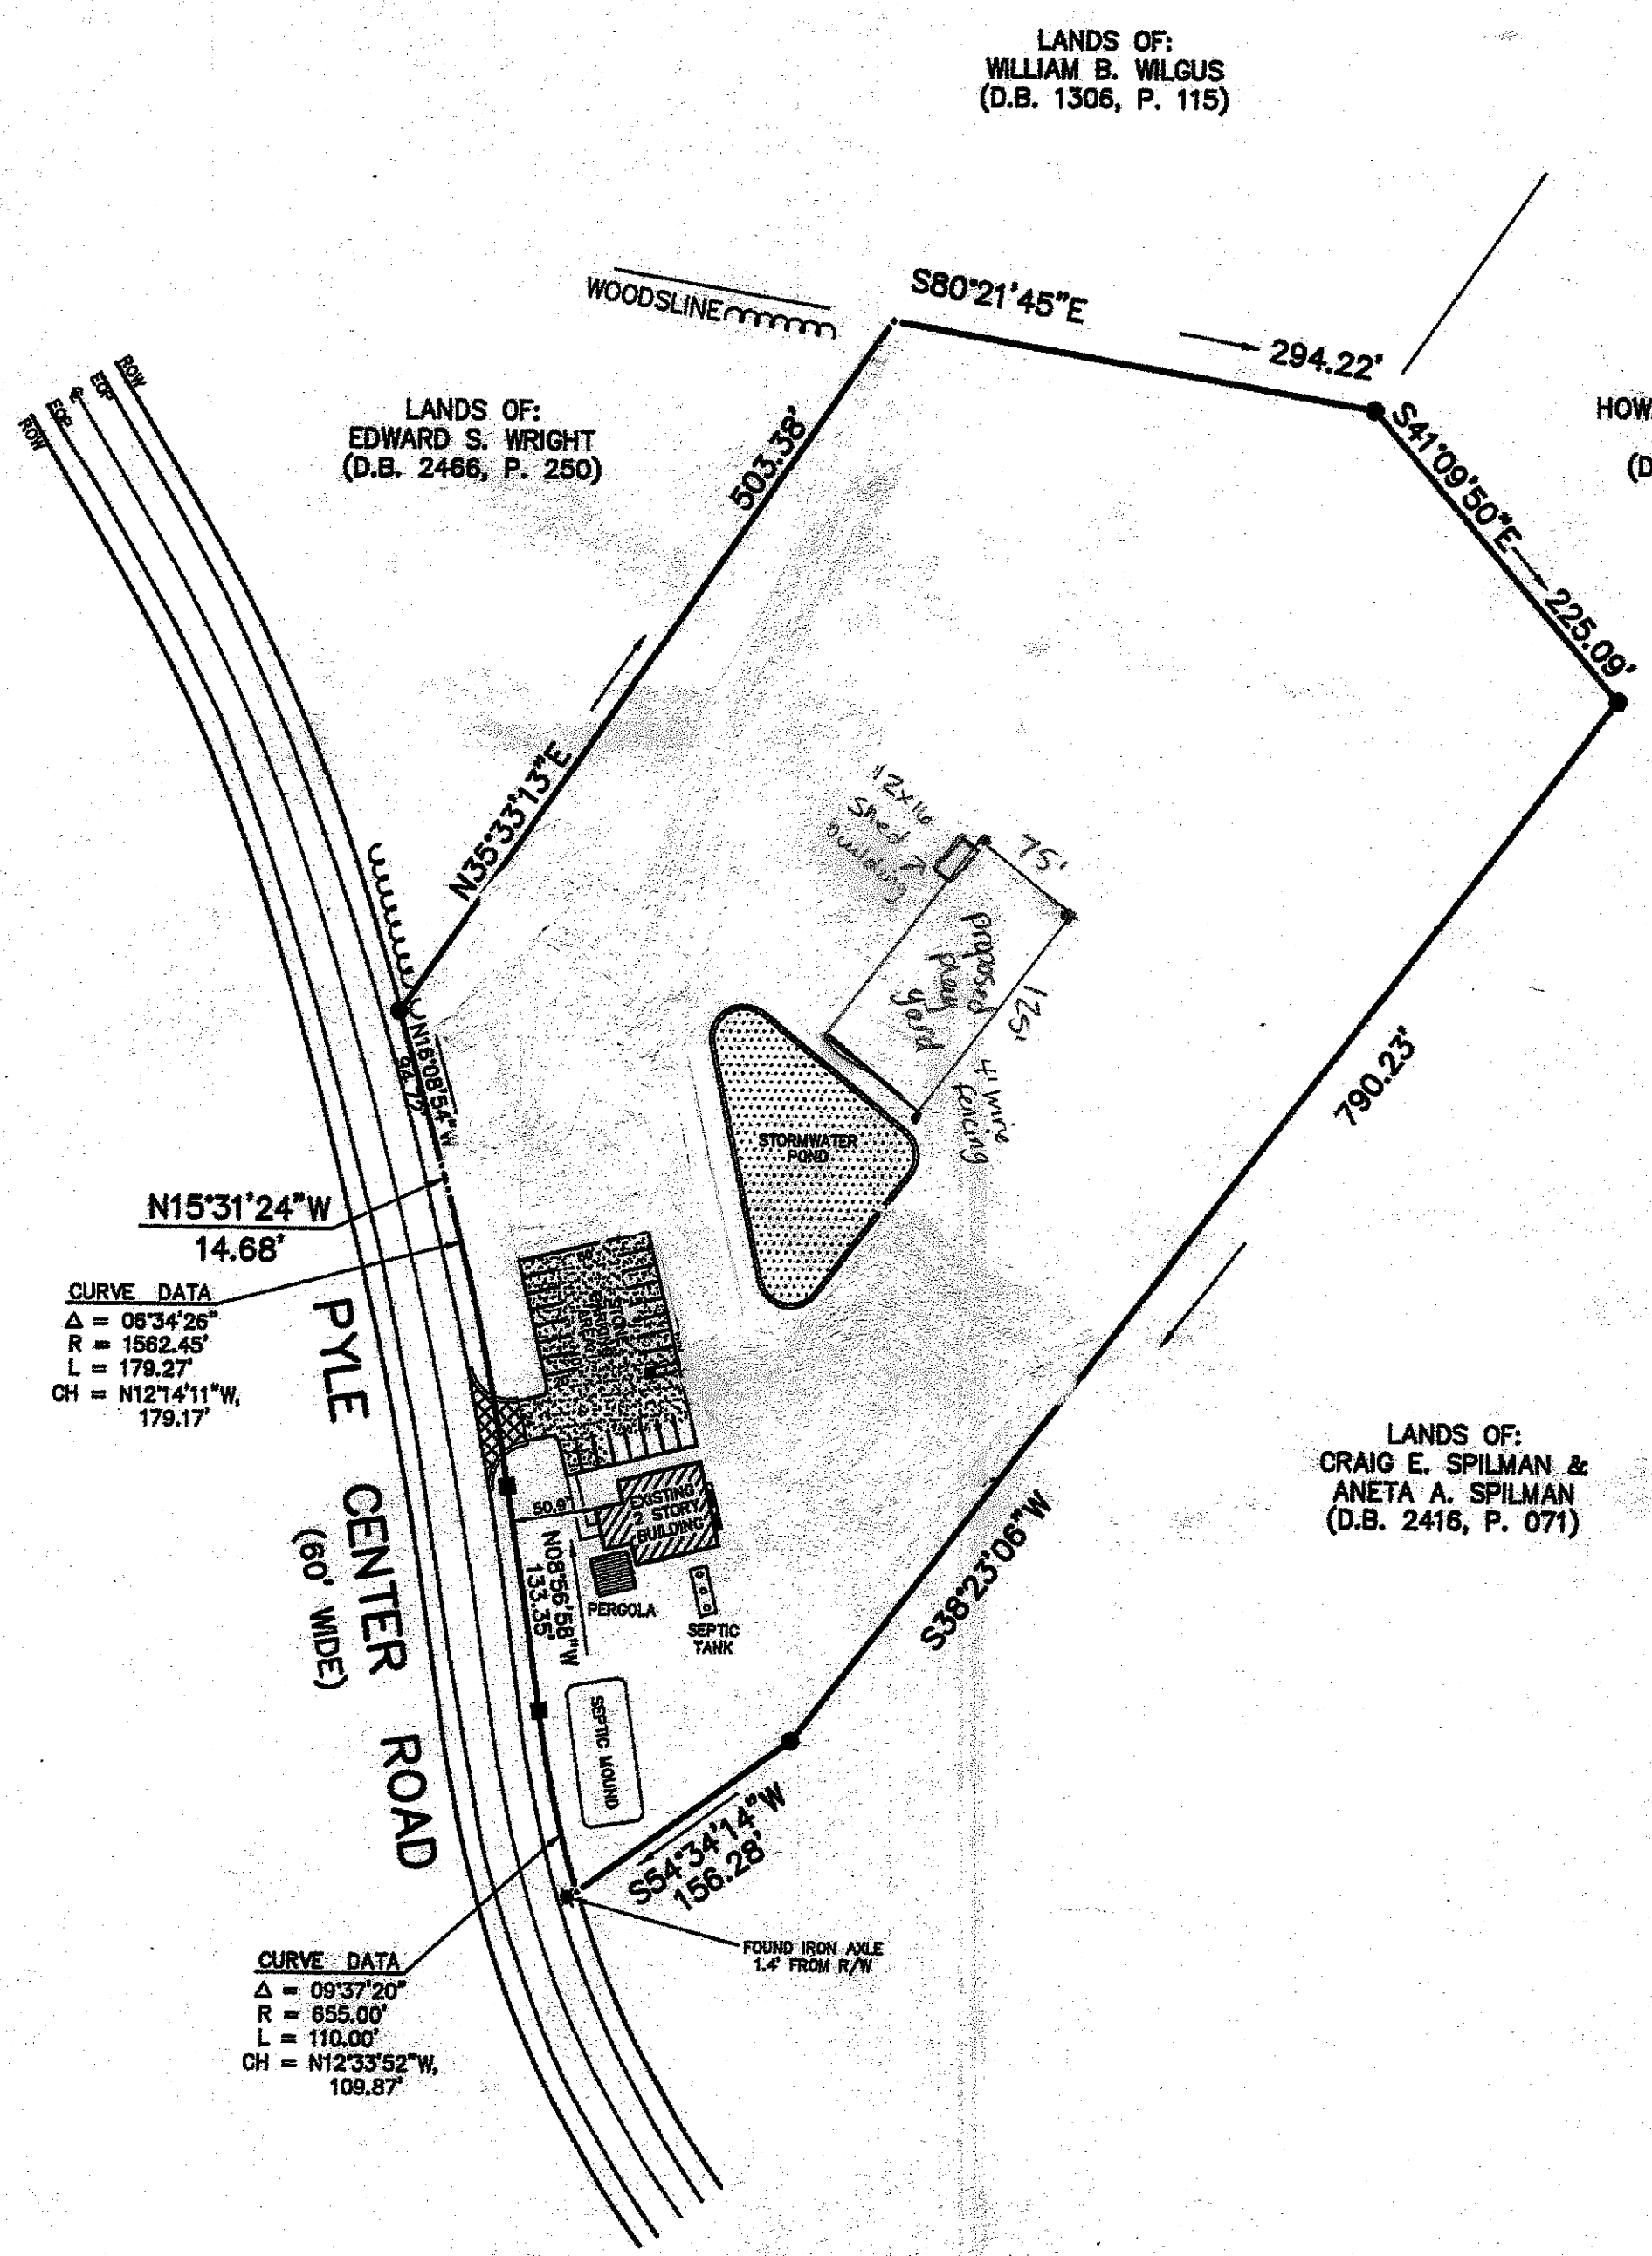 LANDS OF:
WILLIAM B. WILGUS
(D.B. 1306, P. 115)
WOODSLINE
S80°21'45"E
294.22'
ROW
EOP
EOP
ROW
LANDS OF:
EDWARD S. WRIGHT
(D.B. 2466, P. 250)
503.38'
N35°33'13"E
S41°09'50"E
225.09'
HOW
(D
12x16
Shed
building
75'
proposed
play
yard
125'
4' wire
fencing
790.23'
N16°08'54"W
94.72'
STORMWATER
POND
N15°31'24"W
14.68'
CURVE DATA
Δ = 06°34'26"
R = 1562.45'
L = 179.27'
CH = N12°14'11"W,
179.17'
STONE
PARKING
AREA
PYLE CENTER ROAD
(60' WIDE)
50.9'
EXISTING
2 STORY
BUILDING
N08°56'58"W
133.35'
PERGOLA
SEPTIC
TANK
SEPTIC MOUND
S38°23'06"W
LANDS OF:
CRAIG E. SPILMAN &
ANETA A. SPILMAN
(D.B. 2416, P. 071)
S54°34'14"W
156.28'
FOUND IRON AXLE
1.4' FROM R/W
CURVE DATA
Δ = 09°37'20"
R = 655.00'
L = 110.00'
CH = N12°33'52"W,
109.87'